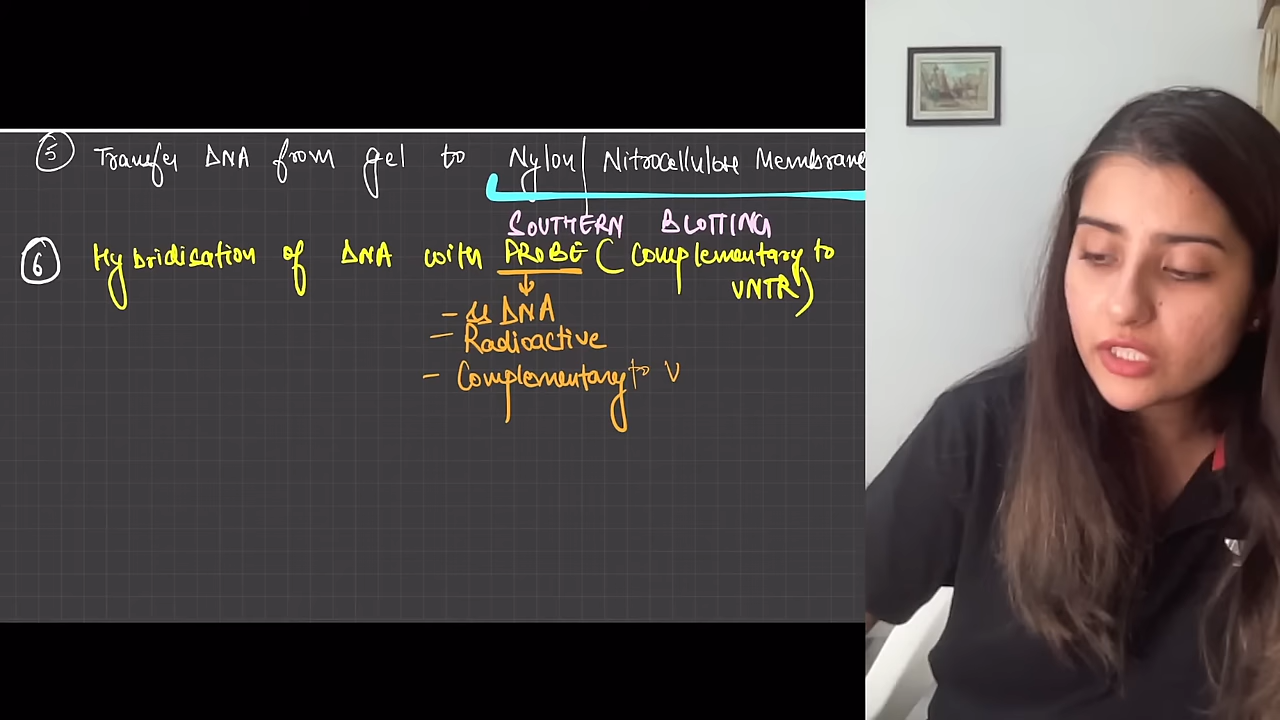 5 Transfer DNA from gel to Nylon/ Nitrocellulose Membrane
SOUTHERN BLOTTING
6 Hybridisation of DNA with PROBE ( Complementary to
VNTR)
- ss DNA
- Radioactive
- Complementary to V